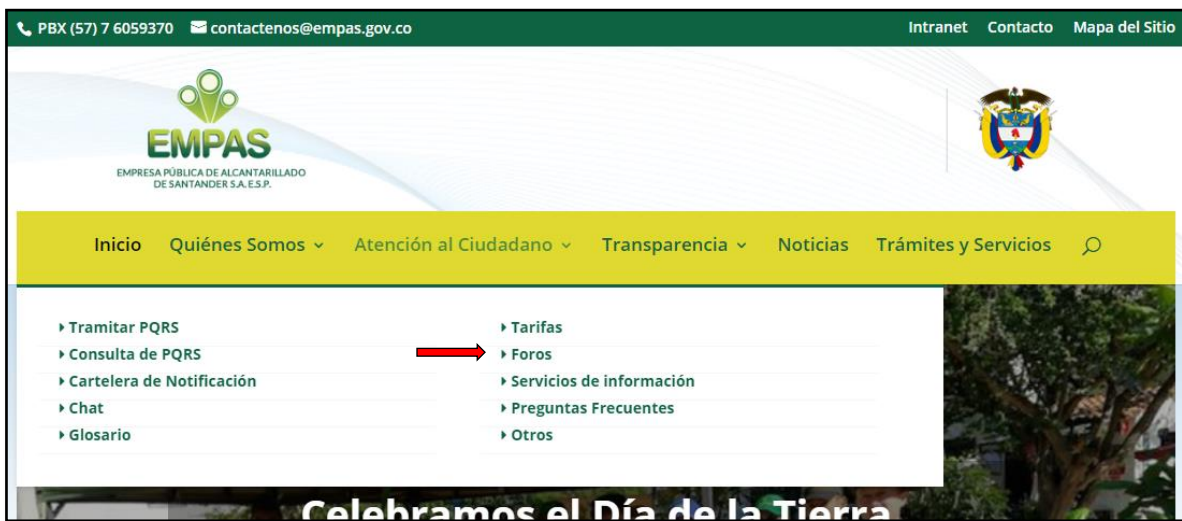 PBX (57) 7 6059370 contactenos@empas.gov.co Intranet Contacto Mapa del Sitio
EMPAS
EMPRESA PÚBLICA DE ALCANTARILLADO
DE SANTANDER S.A. E.S.P.
Inicio Quiénes Somos Atención al Ciudadano Transparencia Noticias Trámites y Servicios
Tramitar PQRS
Consulta de PQRS
Cartelera de Notificación
Chat
Glosario
Tarifas
Foros
Servicios de información
Preguntas Frecuentes
Otros
Celebramos el Día de la Tierra